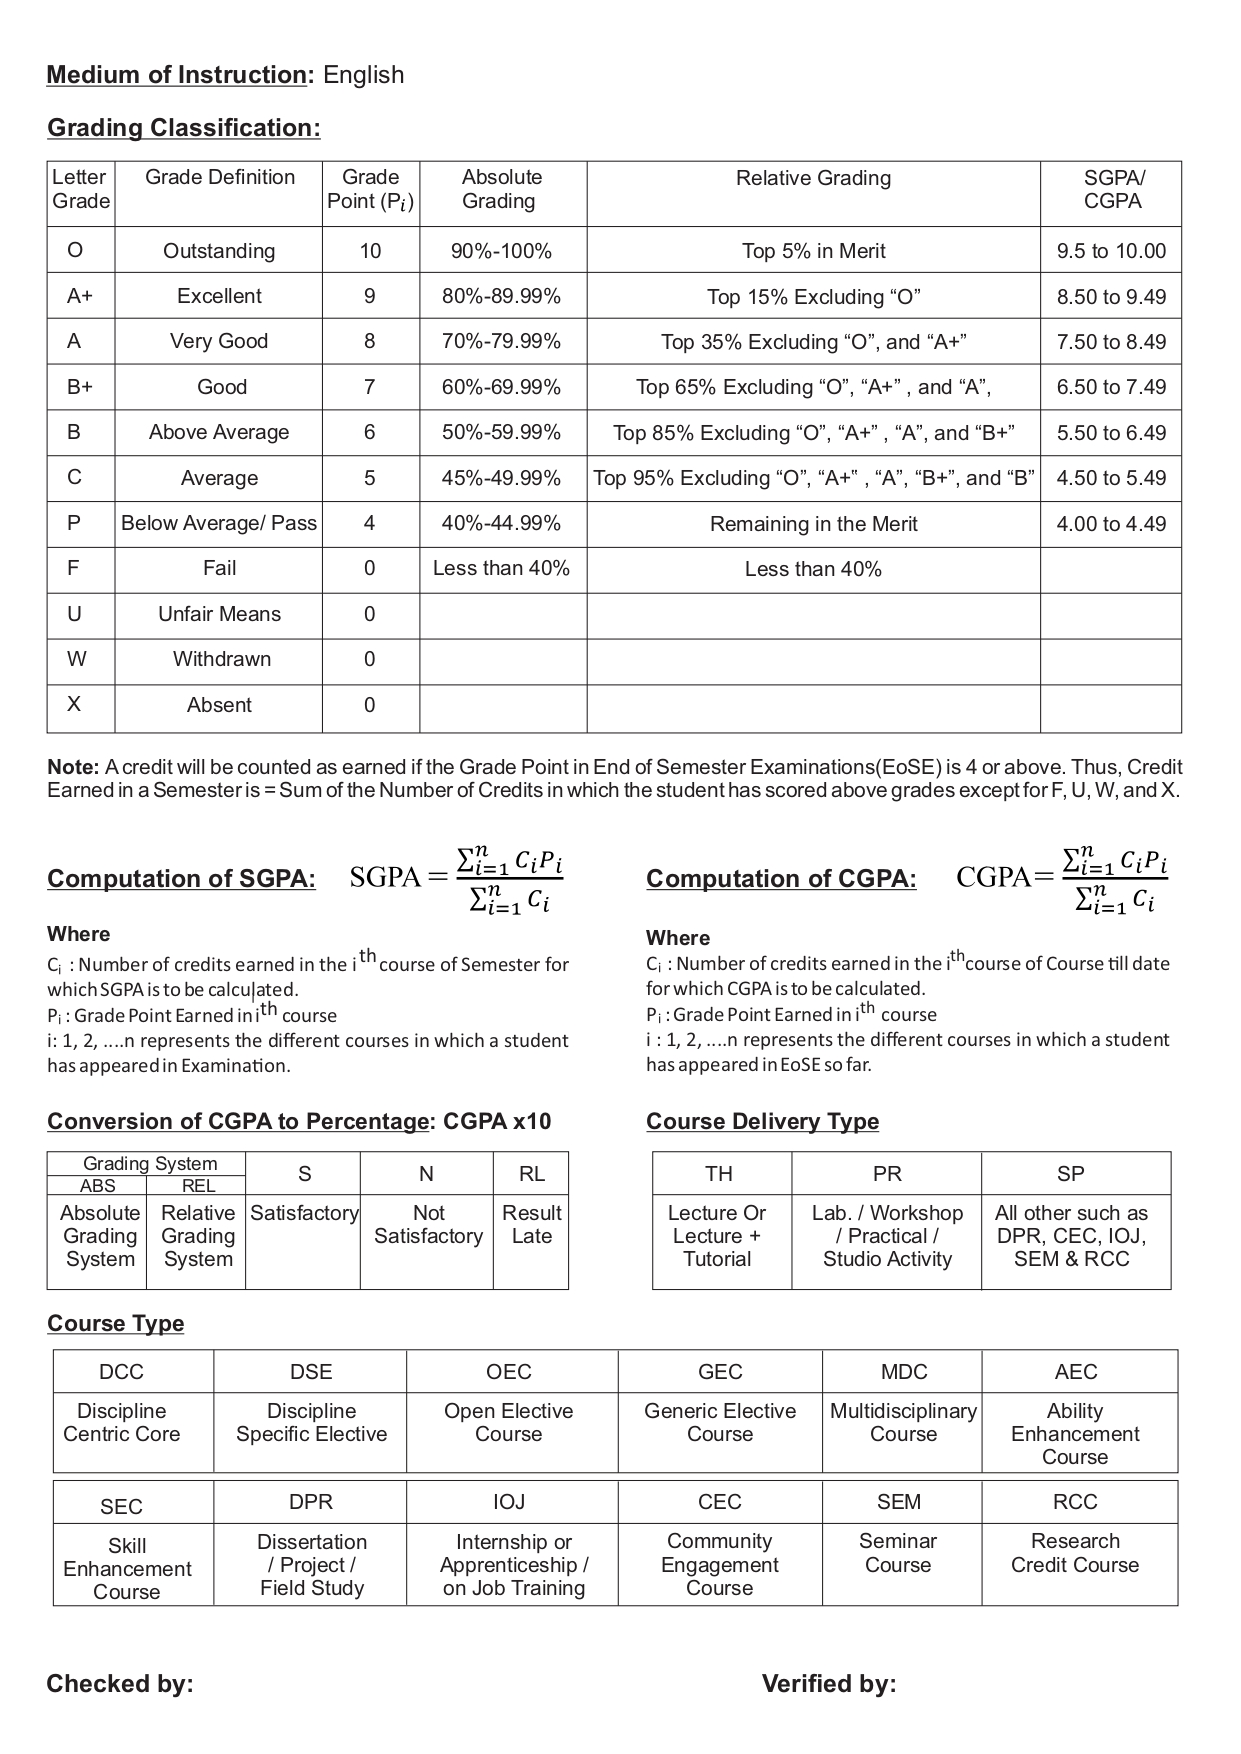 Medium of Instruction: English
Grading Classification:
Letter Grade | Grade Definition | Grade Point (Pi) | Absolute Grading | Relative Grading | SGPA/ CGPA
O | Outstanding | 10 | 90%-100% | Top 5% in Merit | 9.5 to 10.00
A+ | Excellent | 9 | 80%-89.99% | Top 15% Excluding “O” | 8.50 to 9.49
A | Very Good | 8 | 70%-79.99% | Top 35% Excluding “O”, and “A+” | 7.50 to 8.49
B+ | Good | 7 | 60%-69.99% | Top 65% Excluding “O”, “A+” , and “A”, | 6.50 to 7.49
B | Above Average | 6 | 50%-59.99% | Top 85% Excluding “O”, “A+” , “A”, and “B+” | 5.50 to 6.49
C | Average | 5 | 45%-49.99% | Top 95% Excluding “O”, “A+‟ , “A”, “B+”, and “B” | 4.50 to 5.49
P | Below Average/ Pass | 4 | 40%-44.99% | Remaining in the Merit | 4.00 to 4.49
F | Fail | 0 | Less than 40% | Less than 40%
U | Unfair Means | 0
W | Withdrawn | 0
X | Absent | 0
Note: A credit will be counted as earned if the Grade Point in End of Semester Examinations(EoSE) is 4 or above. Thus, Credit
Earned in a Semester is = Sum of the Number of Credits in which the student has scored above grades except for F, U, W, and X.
Computation of SGPA: SGPA = ∑ⁿᵢ₌₁ CᵢPᵢ / ∑ⁿᵢ₌₁ Cᵢ
Where
Cᵢ : Number of credits earned in the i th course of Semester for
which SGPA is to be calculated.
Pᵢ : Grade Point Earned in i th course
i: 1, 2, ....n represents the different courses in which a student
has appeared in Examination.
Computation of CGPA: CGPA= ∑ⁿᵢ₌₁ CᵢPᵢ / ∑ⁿᵢ₌₁ Cᵢ
Where
Cᵢ : Number of credits earned in the i th course of Course till date
for which CGPA is to be calculated.
Pᵢ : Grade Point Earned in i th course
i : 1, 2, ....n represents the different courses in which a student
has appeared in EoSE so far.
Conversion of CGPA to Percentage: CGPA x10
Grading System | S | N | RL
ABS | REL
Absolute Grading System | Relative Grading System | Satisfactory | Not Satisfactory | Result Late
Course Delivery Type
TH | PR | SP
Lecture Or Lecture + Tutorial | Lab. / Workshop / Practical / Studio Activity | All other such as DPR, CEC, IOJ, SEM & RCC
Course Type
DCC | DSE | OEC | GEC | MDC | AEC
Discipline Centric Core | Discipline Specific Elective | Open Elective Course | Generic Elective Course | Multidisciplinary Course | Ability Enhancement Course
SEC | DPR | IOJ | CEC | SEM | RCC
Skill Enhancement Course | Dissertation / Project / Field Study | Internship or Apprenticeship / on Job Training | Community Engagement Course | Seminar Course | Research Credit Course
Checked by:
Verified by: